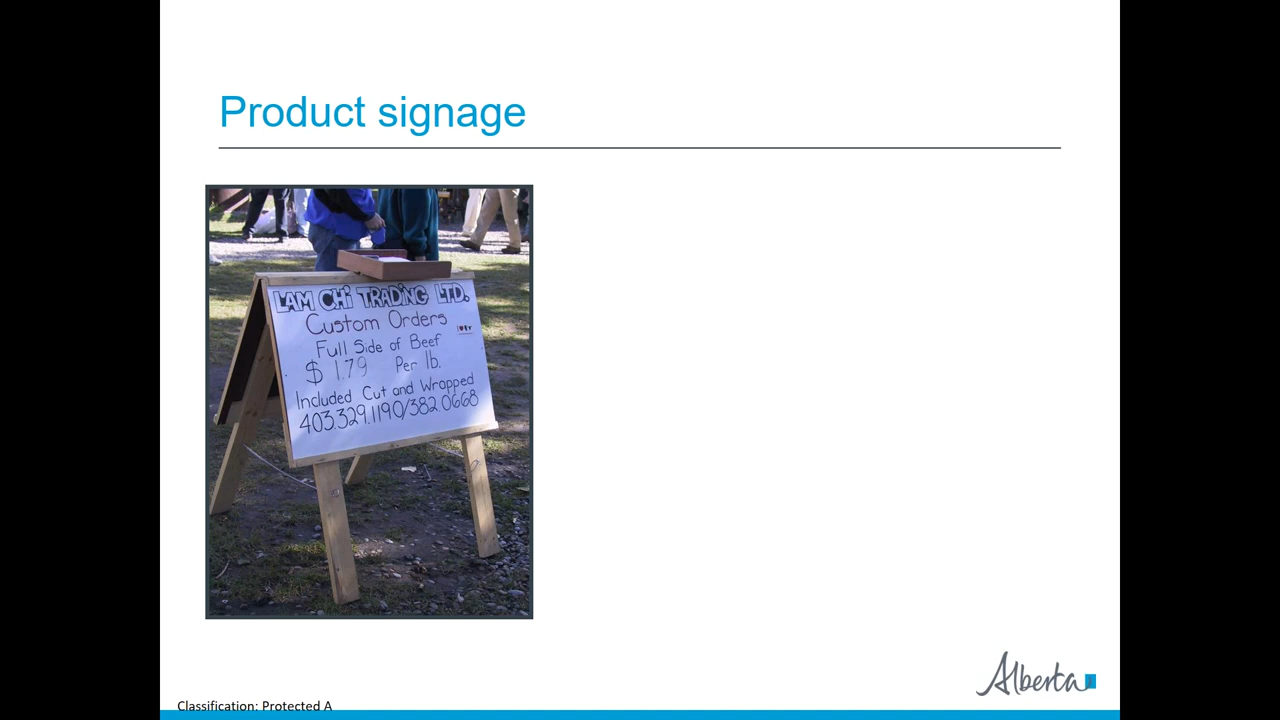 Product signage
LAM CHi TRADiNG LTD.
Custom Orders
Full Side of Beef
$ 1.79 Per lb.
Included Cut and Wrapped
403.329.1190/382.0668
Alberta
Classification: Protected A